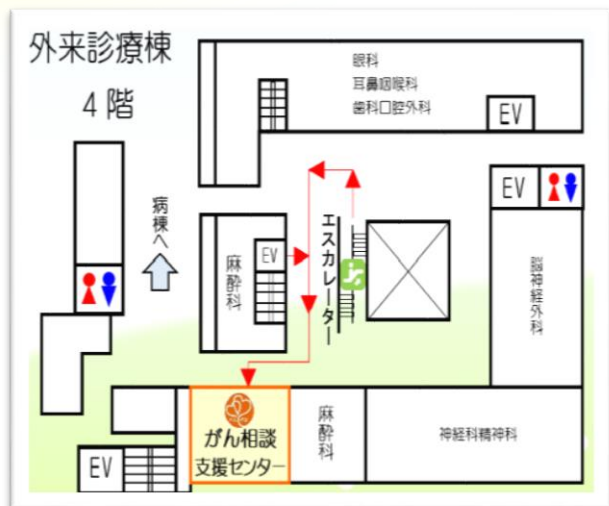 外来診療棟
4階
眼科
耳鼻咽喉科
歯科口腔外科
EV
EV
病棟へ
麻酔科
EV
エスカレーター
脳神経外科
がん相談
支援センター
麻酔科
神経科精神科
EV